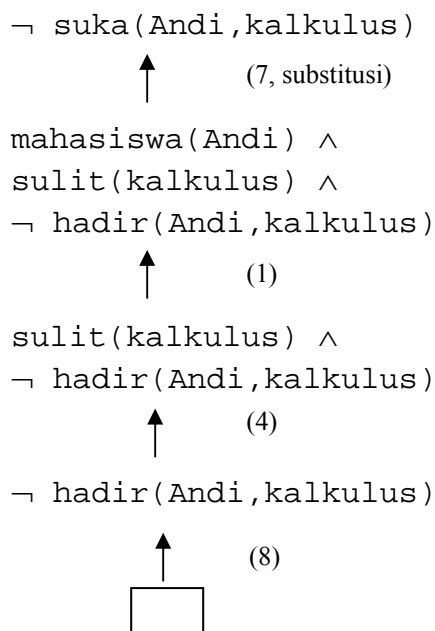 ¬ suka(Andi,kalkulus)
(7, substitusi)
mahasiswa(Andi) ∧
sulit(kalkulus) ∧
¬ hadir(Andi,kalkulus)
(1)
sulit(kalkulus) ∧
¬ hadir(Andi,kalkulus)
(4)
¬ hadir(Andi,kalkulus)
(8)